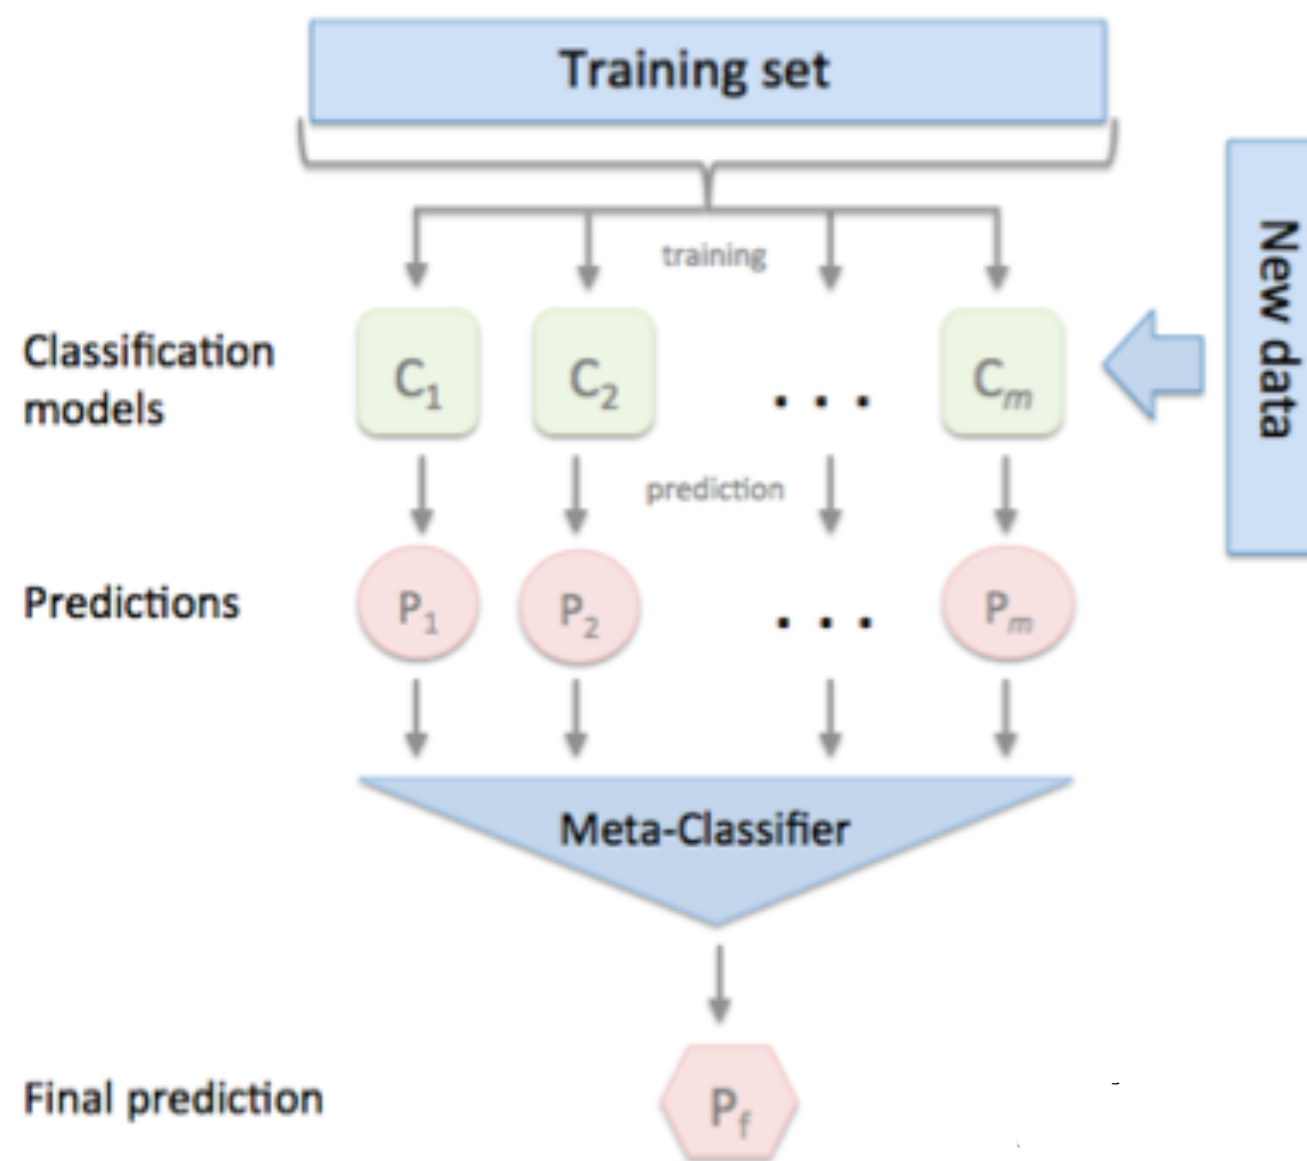 Training set
training
New data
Classification
models
C1
C2
. . .
Cm
prediction
Predictions
P1
P2
. . .
Pm
Meta-Classifier
Final prediction
Pf